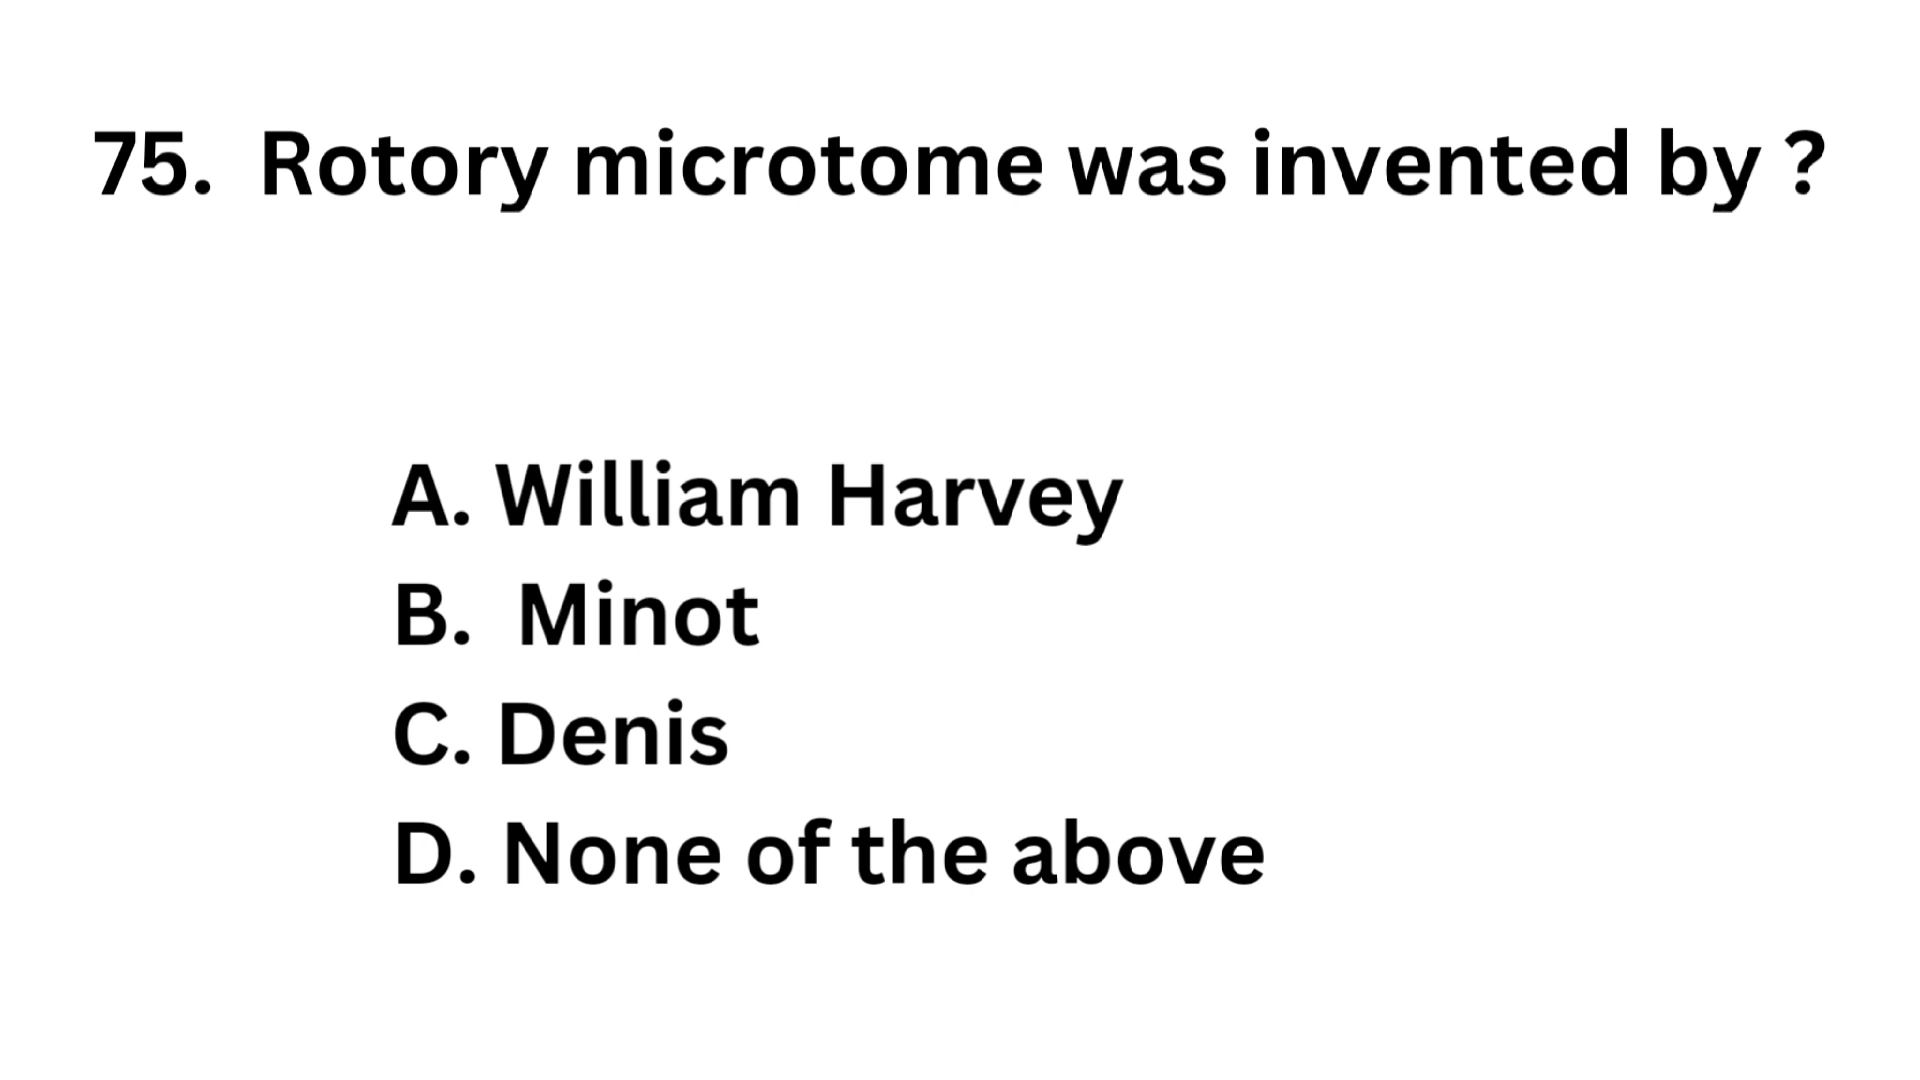 75. Rotory microtome was invented by ?
A. William Harvey
B. Minot
C. Denis
D. None of the above